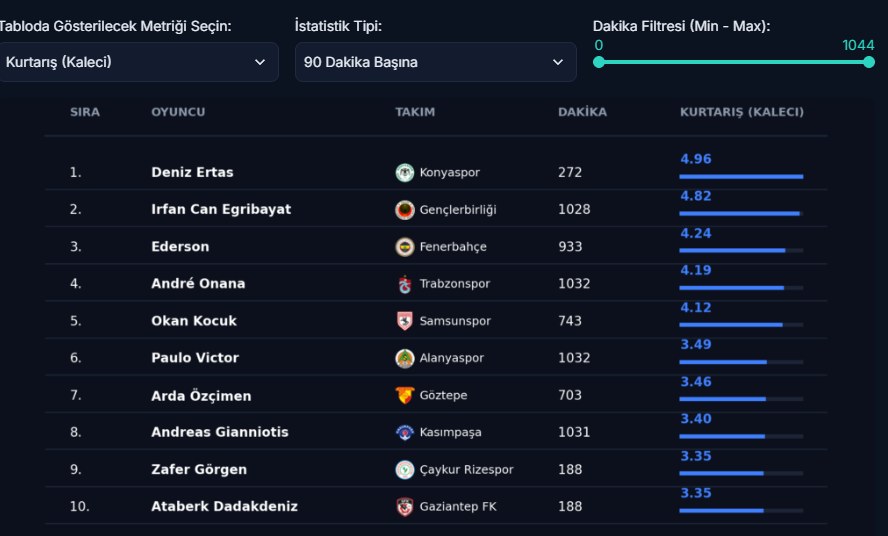 Tabloda Gösterilecek Metriği Seçin: İstatistik Tipi: Dakika Filtresi (Min - Max):
0 1044
Kurtarış (Kaleci) 90 Dakika Başına
SIRA OYUNCU TAKIM DAKİKA KURTARIŞ (KALECI)
1. Deniz Ertas Konyaspor 272 4.96
2. Irfan Can Egribayat Gençlerbirliği 1028 4.82
3. Ederson Fenerbahçe 933 4.24
4. André Onana Trabzonspor 1032 4.19
5. Okan Kocuk Samsunspor 743 4.12
6. Paulo Victor Alanyaspor 1032 3.49
7. Arda Özçimen Göztepe 703 3.46
8. Andreas Gianniotis Kasımpaşa 1031 3.40
9. Zafer Görgen Çaykur Rizespor 188 3.35
10. Ataberk Dadakdeniz Gaziantep FK 188 3.35